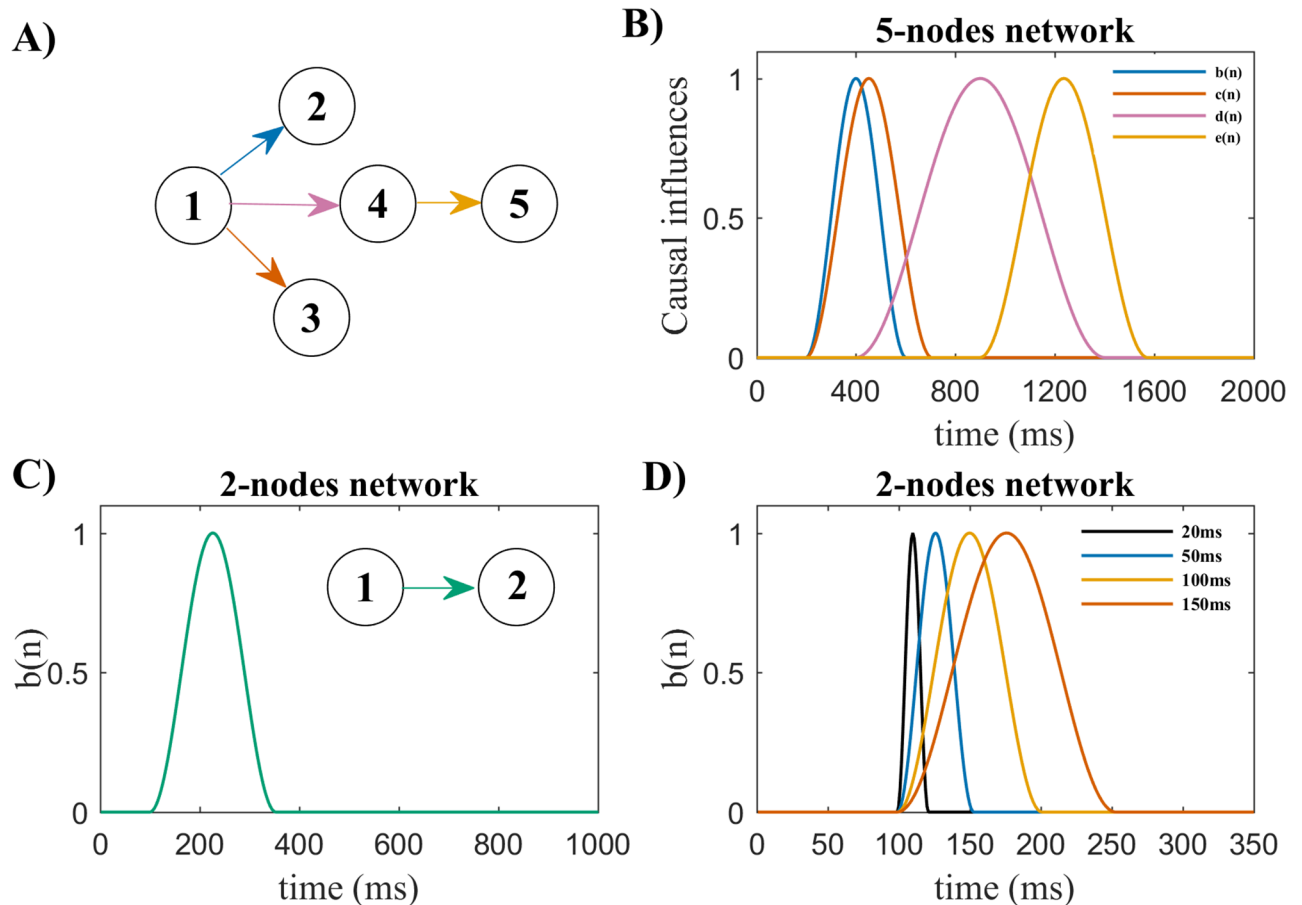 A)
2
1
4
5
3
B)
5-nodes network
Causal influences
1
0.5
0
b(n)
c(n)
d(n)
e(n)
0 400 800 1200 1600 2000
time (ms)
C)
2-nodes network
b(n)
1
0.5
0
1
2
0 200 400 600 800 1000
time (ms)
D)
2-nodes network
b(n)
1
0.5
0
20ms
50ms
100ms
150ms
0 50 100 150 200 250 300 350
time (ms)